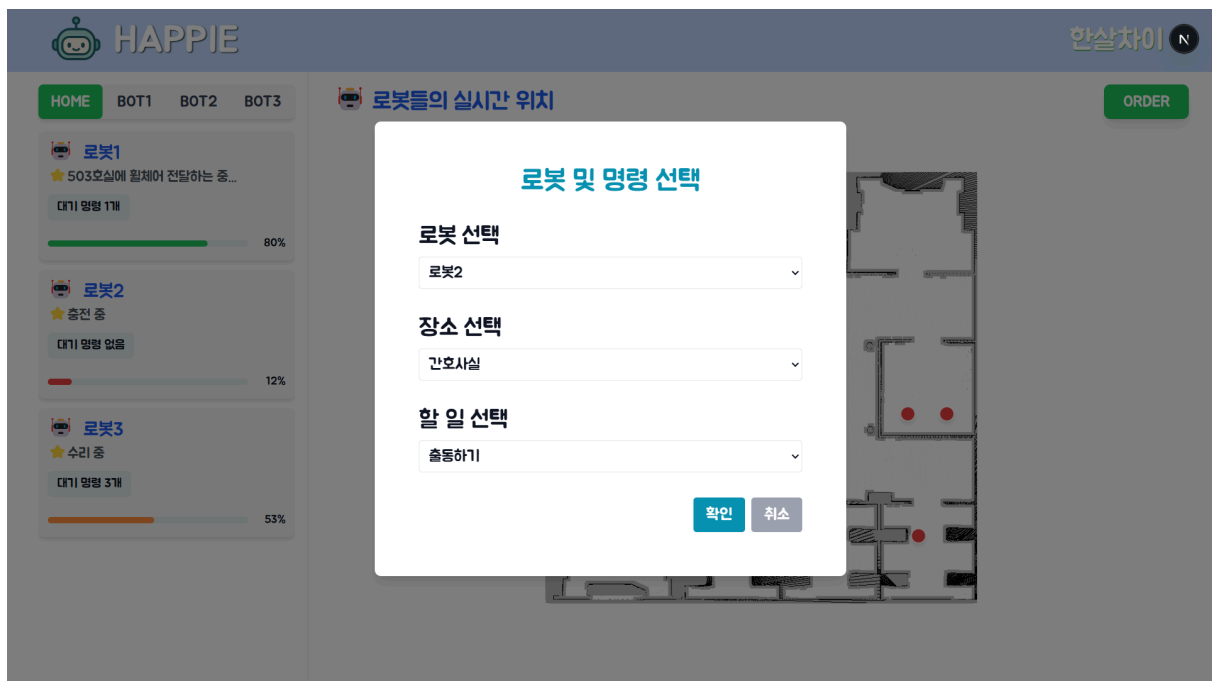 HAPPIE
한살차이
N
HOME BOT1 BOT2 BOT3
로봇1
503호실에 휠체어 전달하는 중...
대기 명령 1개
80%
로봇2
충전 중
대기 명령 없음
12%
로봇3
수리 중
대기 명령 3개
53%
로봇들의 실시간 위치
ORDER
로봇 및 명령 선택
로봇 선택
로봇2
장소 선택
간호사실
할 일 선택
출동하기
확인 취소